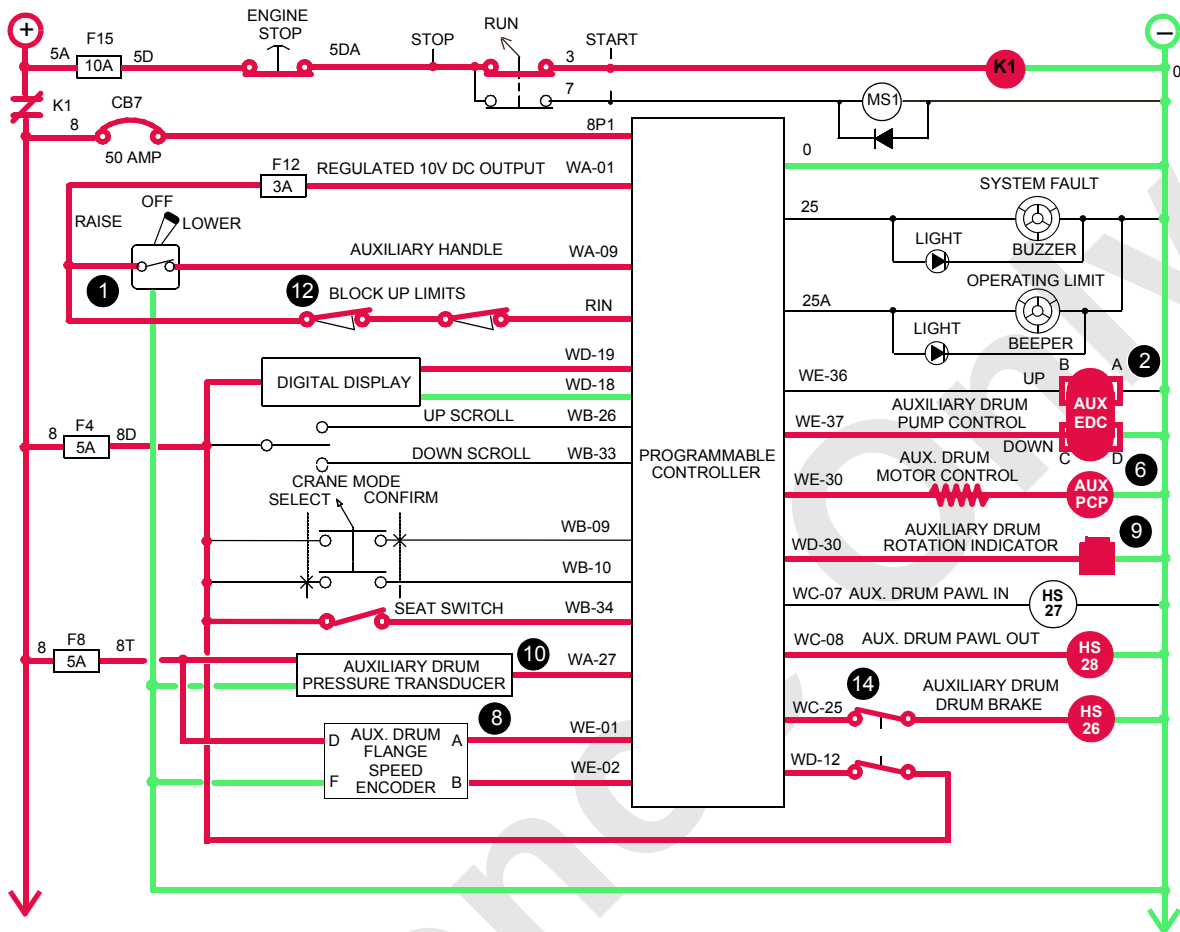 +
–
5A
F15
10A
5D
ENGINE
STOP
5DA
STOP
RUN
3
START
K1
0
7
MS1
K1
8
CB7
50 AMP
8P1
0
F12
3A
REGULATED 10V DC OUTPUT
WA-01
OFF
RAISE
LOWER
AUXILIARY HANDLE
WA-09
1
12
BLOCK UP LIMITS
RIN
DIGITAL DISPLAY
WD-19
WD-18
UP SCROLL
WB-26
8
F4
5A
8D
DOWN SCROLL
WB-33
CRANE MODE
SELECT
CONFIRM
WB-09
WB-10
SEAT SWITCH
WB-34
8
F8
5A
8T
AUXILIARY DRUM
PRESSURE TRANSDUCER
10
WA-27
8
D
AUX. DRUM
FLANGE
SPEED
ENCODER
A
F
B
WE-01
WE-02
PROGRAMMABLE
CONTROLLER
25
SYSTEM FAULT
LIGHT
BUZZER
25A
OPERATING LIMIT
LIGHT
BEEPER
WE-36
UP
B
A
2
AUX
EDC
WE-37
AUXILIARY DRUM
PUMP CONTROL
DOWN
C
D
WE-30
AUX. DRUM
MOTOR CONTROL
6
AUX
PCP
WD-30
AUXILIARY DRUM
ROTATION INDICATOR
9
WC-07
AUX. DRUM PAWL IN
HS
27
WC-08
AUX. DRUM PAWL OUT
HS
28
14
WC-25
AUXILIARY DRUM
DRUM BRAKE
HS
26
WD-12